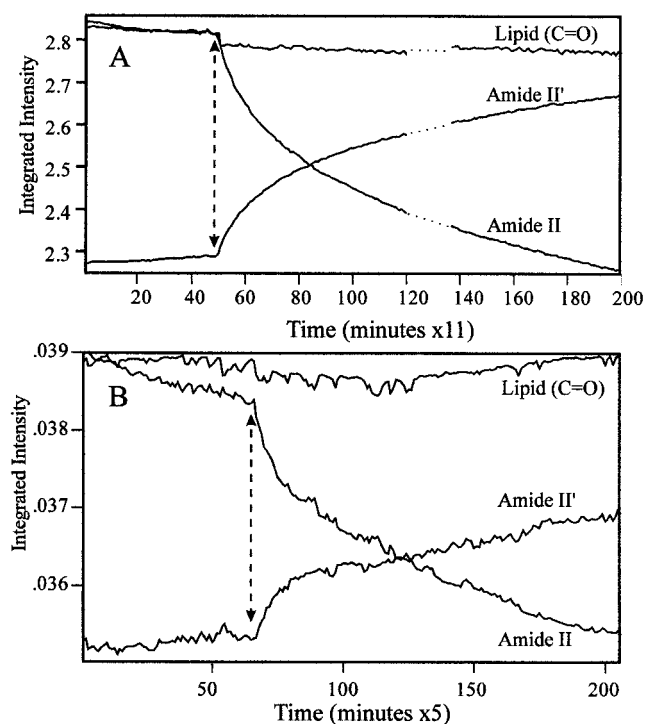 A
Integrated Intensity
2.8
2.7
2.6
2.5
2.4
2.3
Lipid (C=O)
Amide II'
Amide II
20 40 60 80 100 120 140 160 180 200
Time (minutes x11)
B
Integrated Intensity
.039
.038
.037
.036
Lipid (C=O)
Amide II'
Amide II
50 100 150 200
Time (minutes x5)